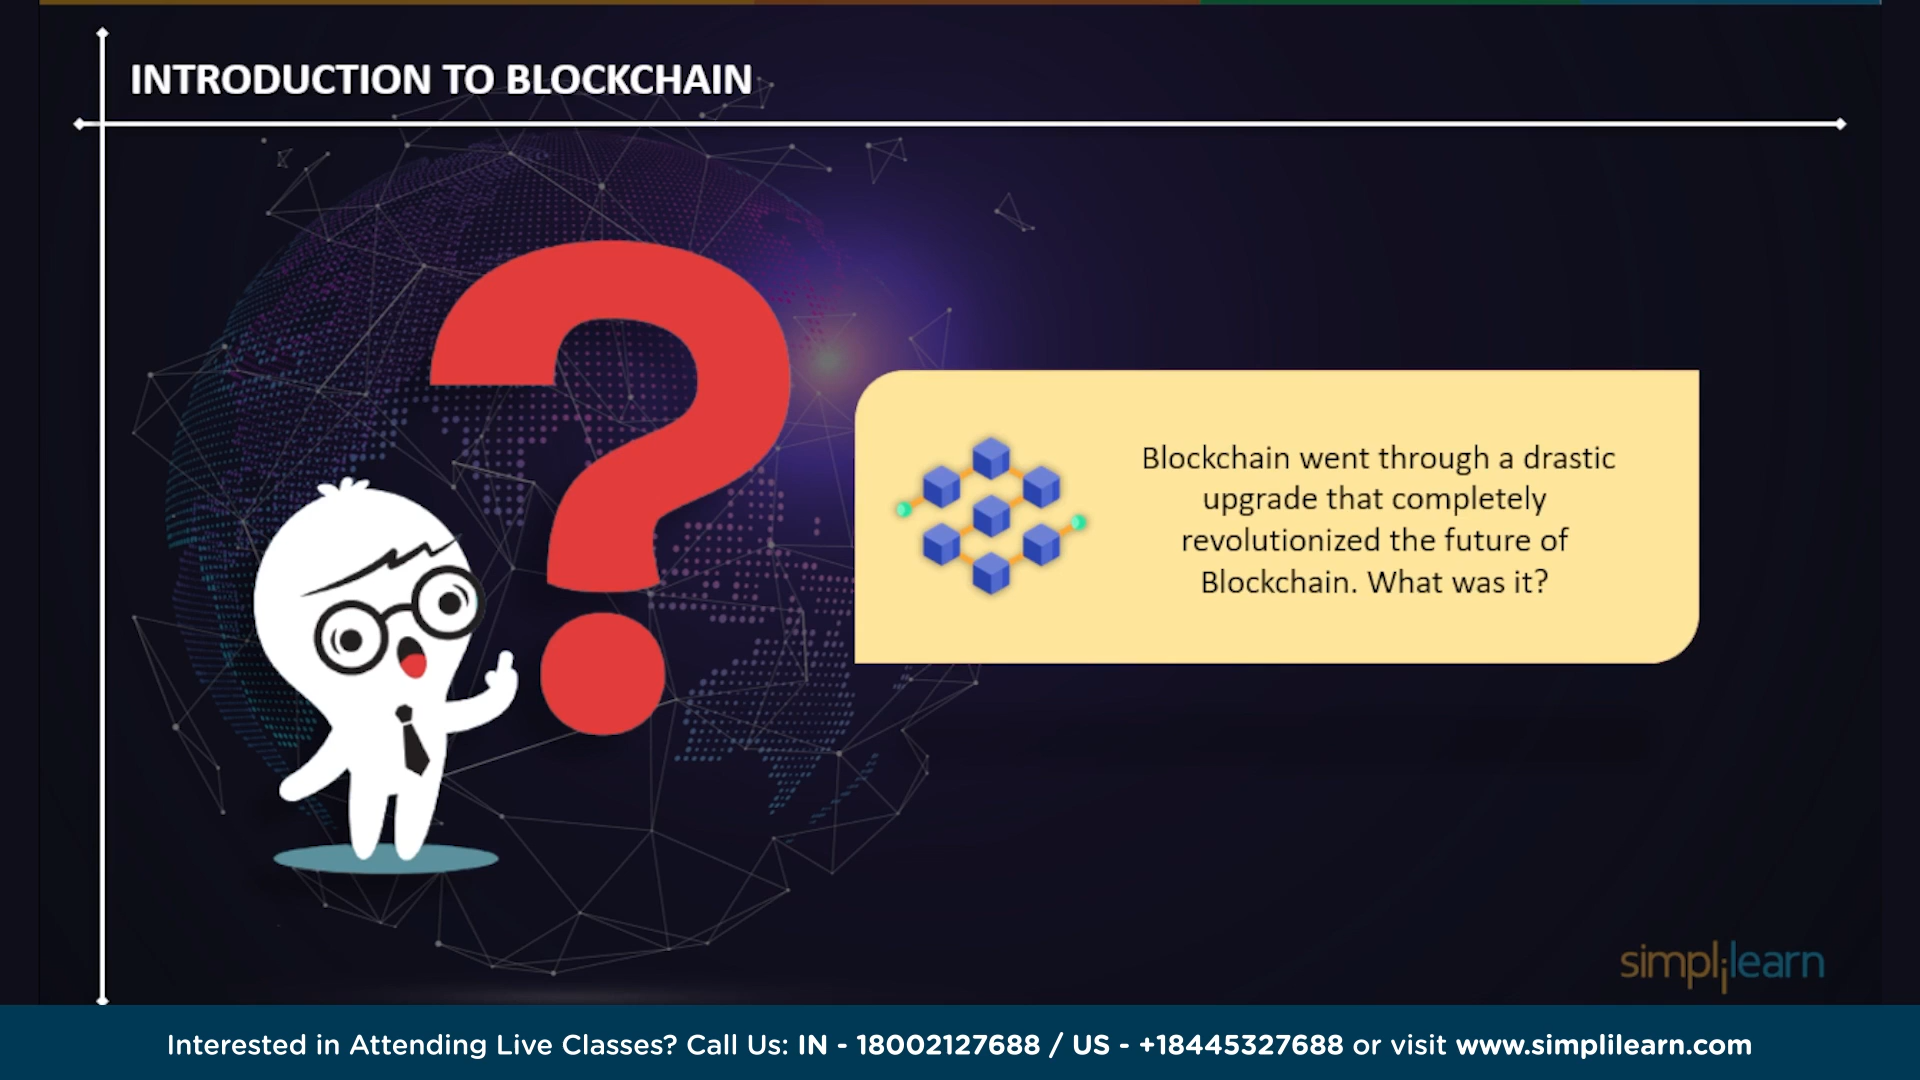 INTRODUCTION TO BLOCKCHAIN
Blockchain went through a drastic
upgrade that completely
revolutionized the future of
Blockchain. What was it?
simplilearn
Interested in Attending Live Classes? Call Us: IN - 18002127688 / US - +18445327688 or visit www.simplilearn.com